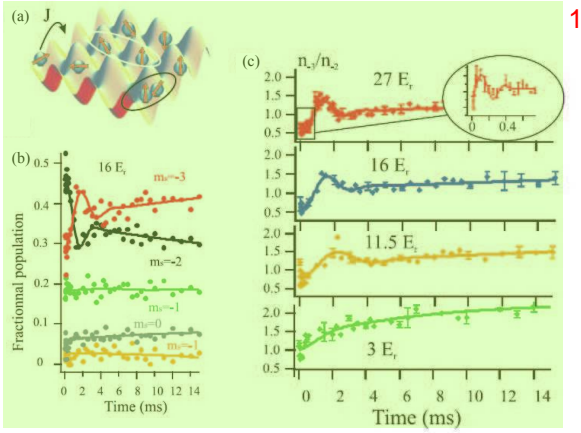 1
(a)
J
(b)
16 Eᵣ
mₛ=-3
mₛ=-2
mₛ=-1
mₛ=0
mₛ=-1
Fractionnal population
0.5
0.4
0.3
0.2
0.1
0
0 2 4 6 8 10 12 14
Time (ms)
(c)
n₋₃/n₋₂
27 Eᵣ
2.0
1.5
1.0
0.5
0 0.4
16 Eᵣ
2.0
1.5
1.0
0.5
11.5 Eᵣ
2.0
1.5
1.0
0.5
3 Eᵣ
2.0
1.5
1.0
0.5
0 2 4 6 8 10 12 14
Time (ms)